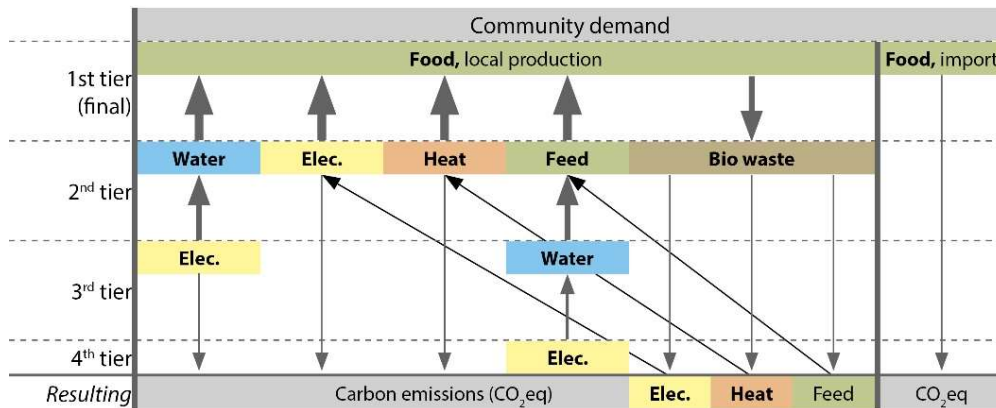 Community demand
Food, local production
Food, import
1st tier
(final)
Water
Elec.
Heat
Feed
Bio waste
2nd tier
Elec.
Water
3rd tier
4th tier
Elec.
Resulting
Carbon emissions (CO2eq)
Elec.
Heat
Feed
CO2eq